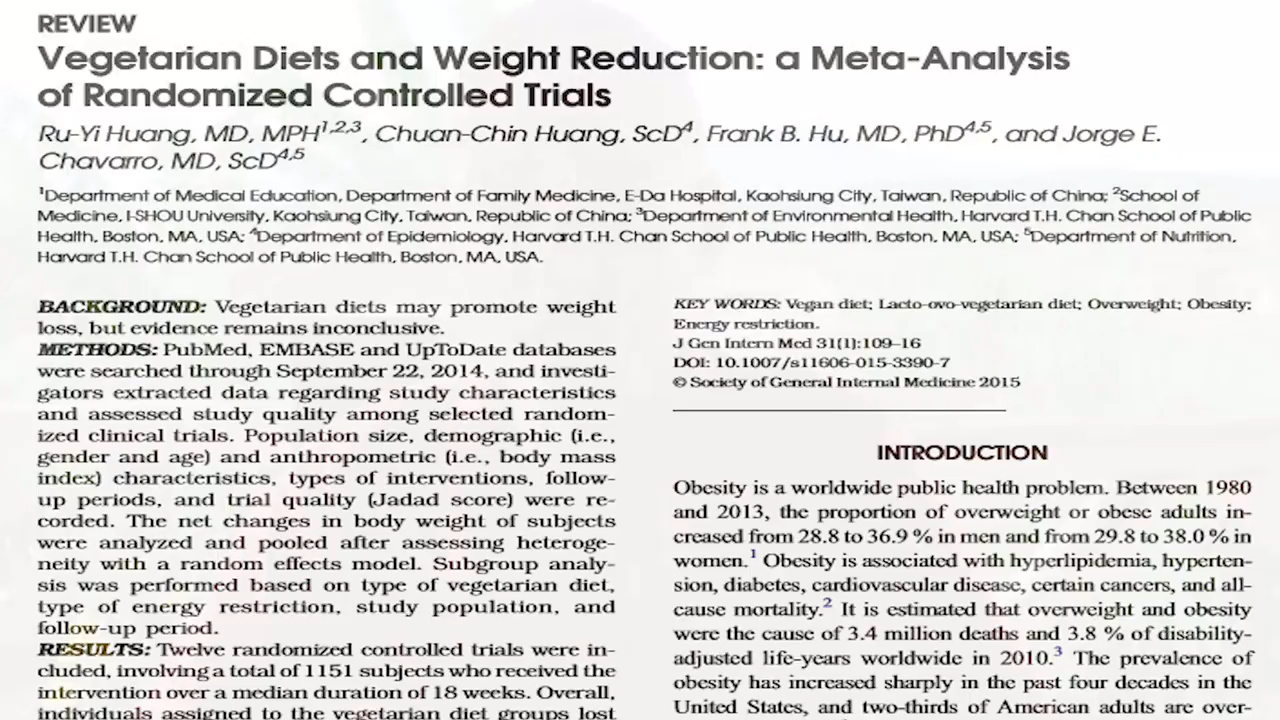 REVIEW
Vegetarian Diets and Weight Reduction: a Meta-Analysis
of Randomized Controlled Trials
Ru-Yi Huang, MD, MPH1,2,3, Chuan-Chin Huang, ScD4, Frank B. Hu, MD, PhD4,5, and Jorge E.
Chavarro, MD, ScD4,5
1Department of Medical Education, Department of Family Medicine, E-Da Hospital, Kaohsiung City, Taiwan, Republic of China; 2School of
Medicine, I-SHOU University, Kaohsiung City, Taiwan, Republic of China; 3Department of Environmental Health, Harvard T.H. Chan School of Public
Health, Boston, MA, USA; 4Department of Epidemiology, Harvard T.H. Chan School of Public Health, Boston, MA, USA; 5Department of Nutrition,
Harvard T.H. Chan School of Public Health, Boston, MA, USA.
BACKGROUND: Vegetarian diets may promote weight
loss, but evidence remains inconclusive.
METHODS: PubMed, EMBASE and UpToDate databases
were searched through September 22, 2014, and investi-
gators extracted data regarding study characteristics
and assessed study quality among selected random-
ized clinical trials. Population size, demographic (i.e.,
gender and age) and anthropometric (i.e., body mass
index) characteristics, types of interventions, follow-
up periods, and trial quality (Jadad score) were re-
corded. The net changes in body weight of subjects
were analyzed and pooled after assessing heteroge-
neity with a random effects model. Subgroup analy-
sis was performed based on type of vegetarian diet,
type of energy restriction, study population, and
follow-up period.
RESULTS: Twelve randomized controlled trials were in-
cluded, involving a total of 1151 subjects who received the
intervention over a median duration of 18 weeks. Overall,
individuals assigned to the vegetarian diet groups lost
KEY WORDS: Vegan diet; Lacto-ovo-vegetarian diet; Overweight; Obesity;
Energy restriction.
J Gen Intern Med 31(1):109–16
DOI: 10.1007/s11606-015-3390-7
© Society of General Internal Medicine 2015
INTRODUCTION
Obesity is a worldwide public health problem. Between 1980
and 2013, the proportion of overweight or obese adults in-
creased from 28.8 to 36.9 % in men and from 29.8 to 38.0 % in
women.1 Obesity is associated with hyperlipidemia, hyperten-
sion, diabetes, cardiovascular disease, certain cancers, and all-
cause mortality.2 It is estimated that overweight and obesity
were the cause of 3.4 million deaths and 3.8 % of disability-
adjusted life-years worldwide in 2010.3 The prevalence of
obesity has increased sharply in the past four decades in the
United States, and two-thirds of American adults are over-